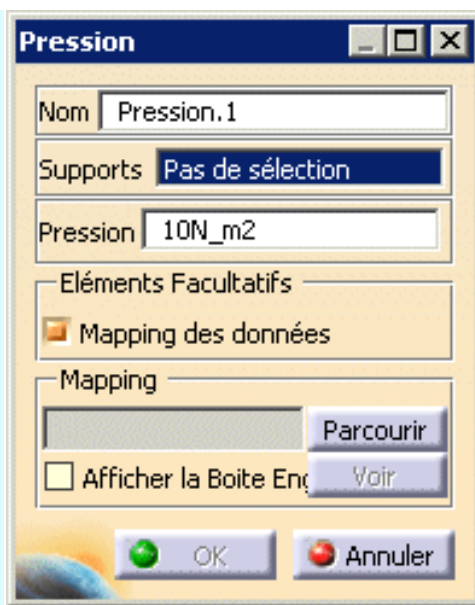 Pression
Nom Pression.1
Supports Pas de sélection
Pression 10N_m2
Eléments Facultatifs
Mapping des données
Mapping
Parcourir
Afficher la Boite Eng Voir
OK Annuler